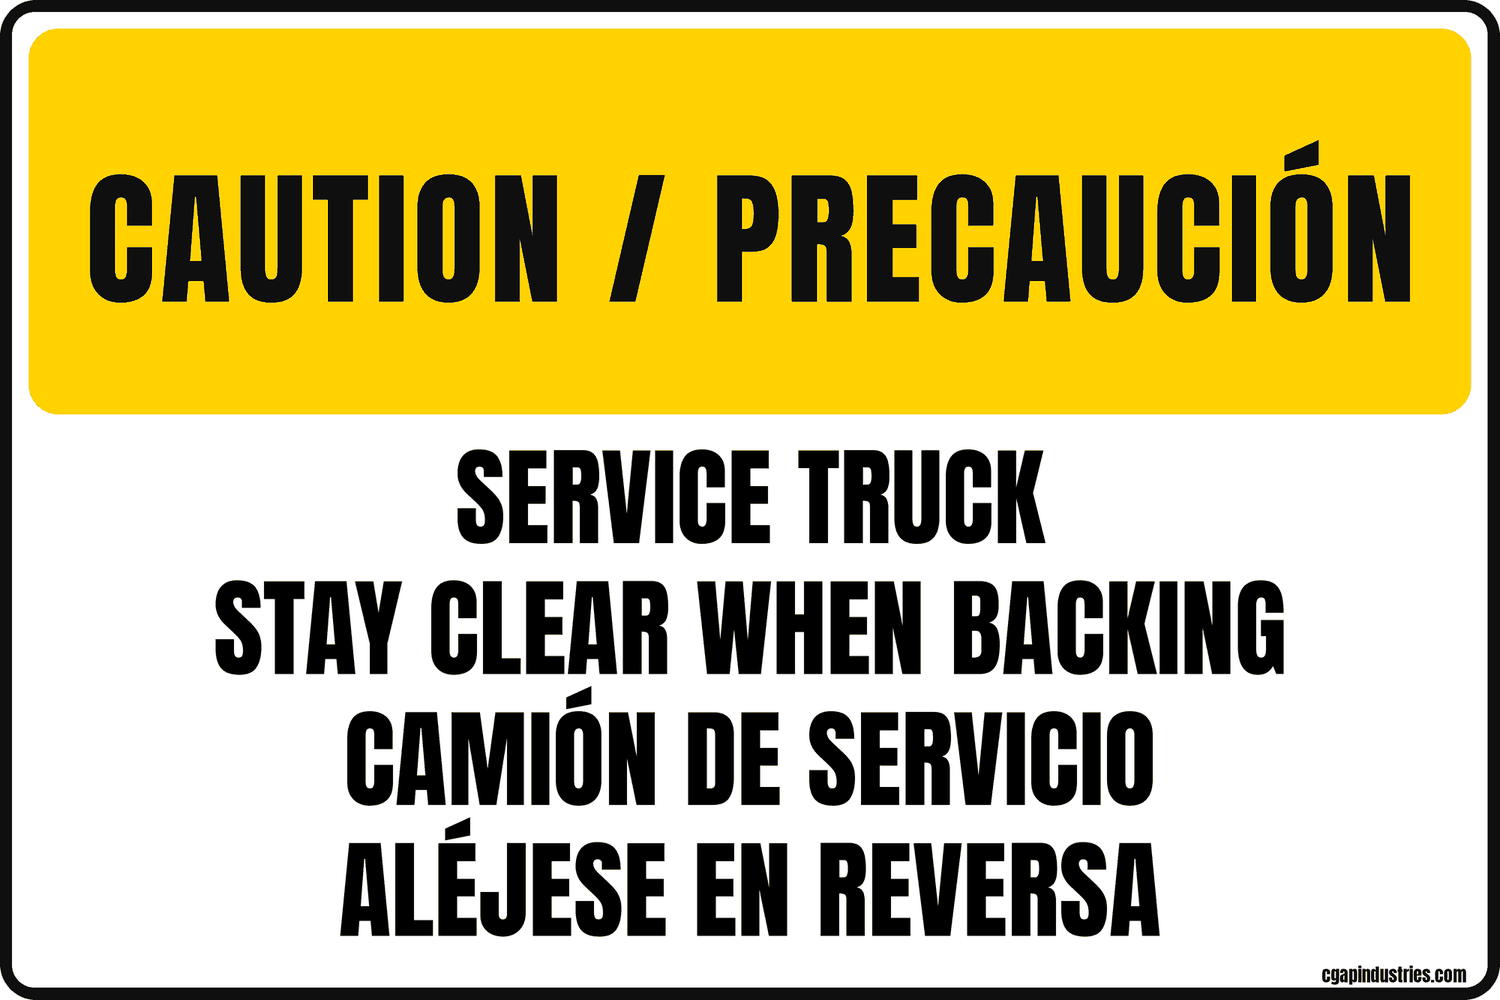 CAUTION / PRECAUCIÓN
SERVICE TRUCK
STAY CLEAR WHEN BACKING
CAMIÓN DE SERVICIO
ALÉJESE EN REVERSA
cgapindustries.com